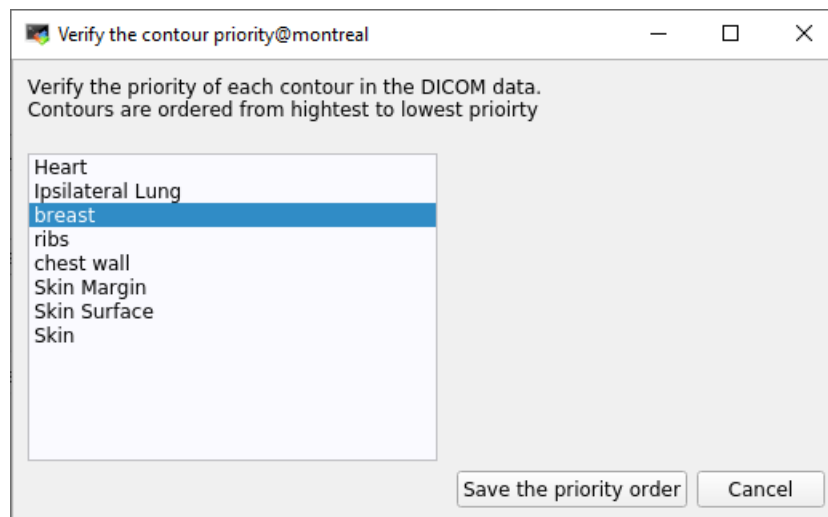 Verify the contour priority@montreal
Verify the priority of each contour in the DICOM data.
Contours are ordered from hightest to lowest prioirty
Heart
Ipsilateral Lung
breast
ribs
chest wall
Skin Margin
Skin Surface
Skin
Save the priority order
Cancel